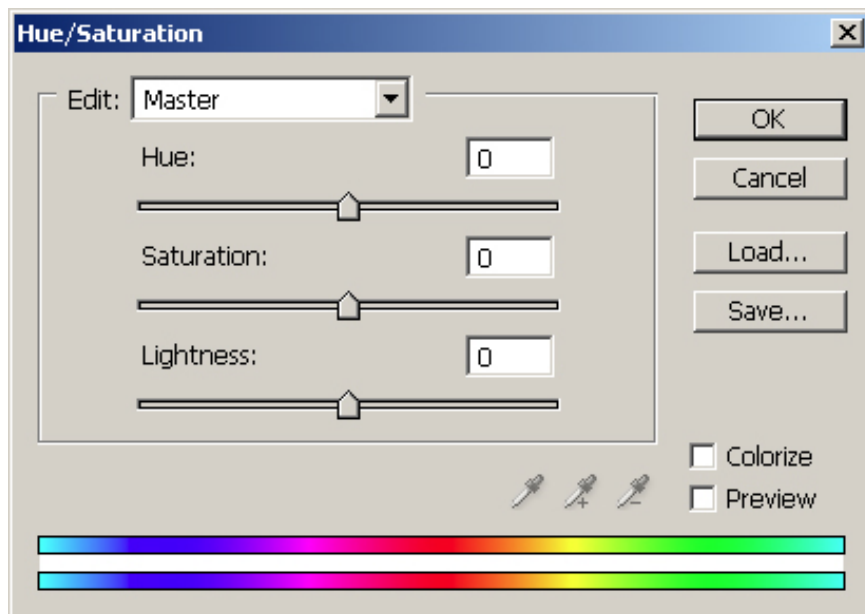 Hue/Saturation
Edit: Master
OK
Hue: 0
Cancel
Saturation: 0
Load...
Save...
Lightness: 0
Colorize
Preview